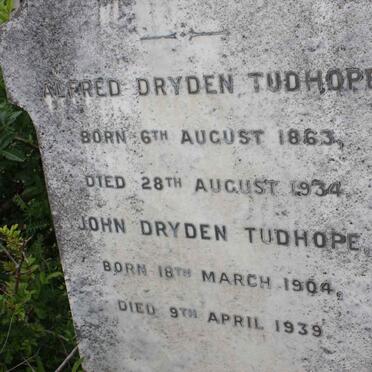 ALFRED DRYDEN TUDHOPE
BORN 6TH AUGUST 1863,
DIED 28TH AUGUST 1934
JOHN DRYDEN TUDHOPE,
BORN 18TH MARCH 1904,
DIED 9TH APRIL 1939